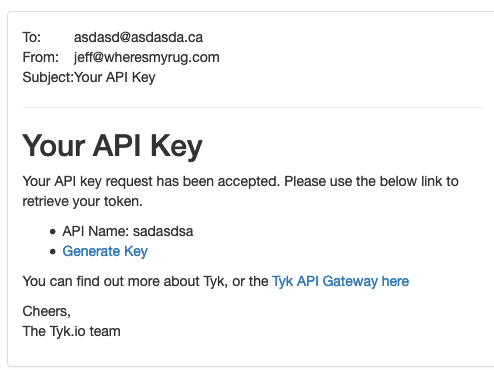 To: asdasd@asdasda.ca
From: jeff@wheresmyrug.com
Subject:Your API Key
Your API Key
Your API key request has been accepted. Please use the below link to
retrieve your token.
• API Name: sadasdsa
• Generate Key
You can find out more about Tyk, or the Tyk API Gateway here
Cheers,
The Tyk.io team